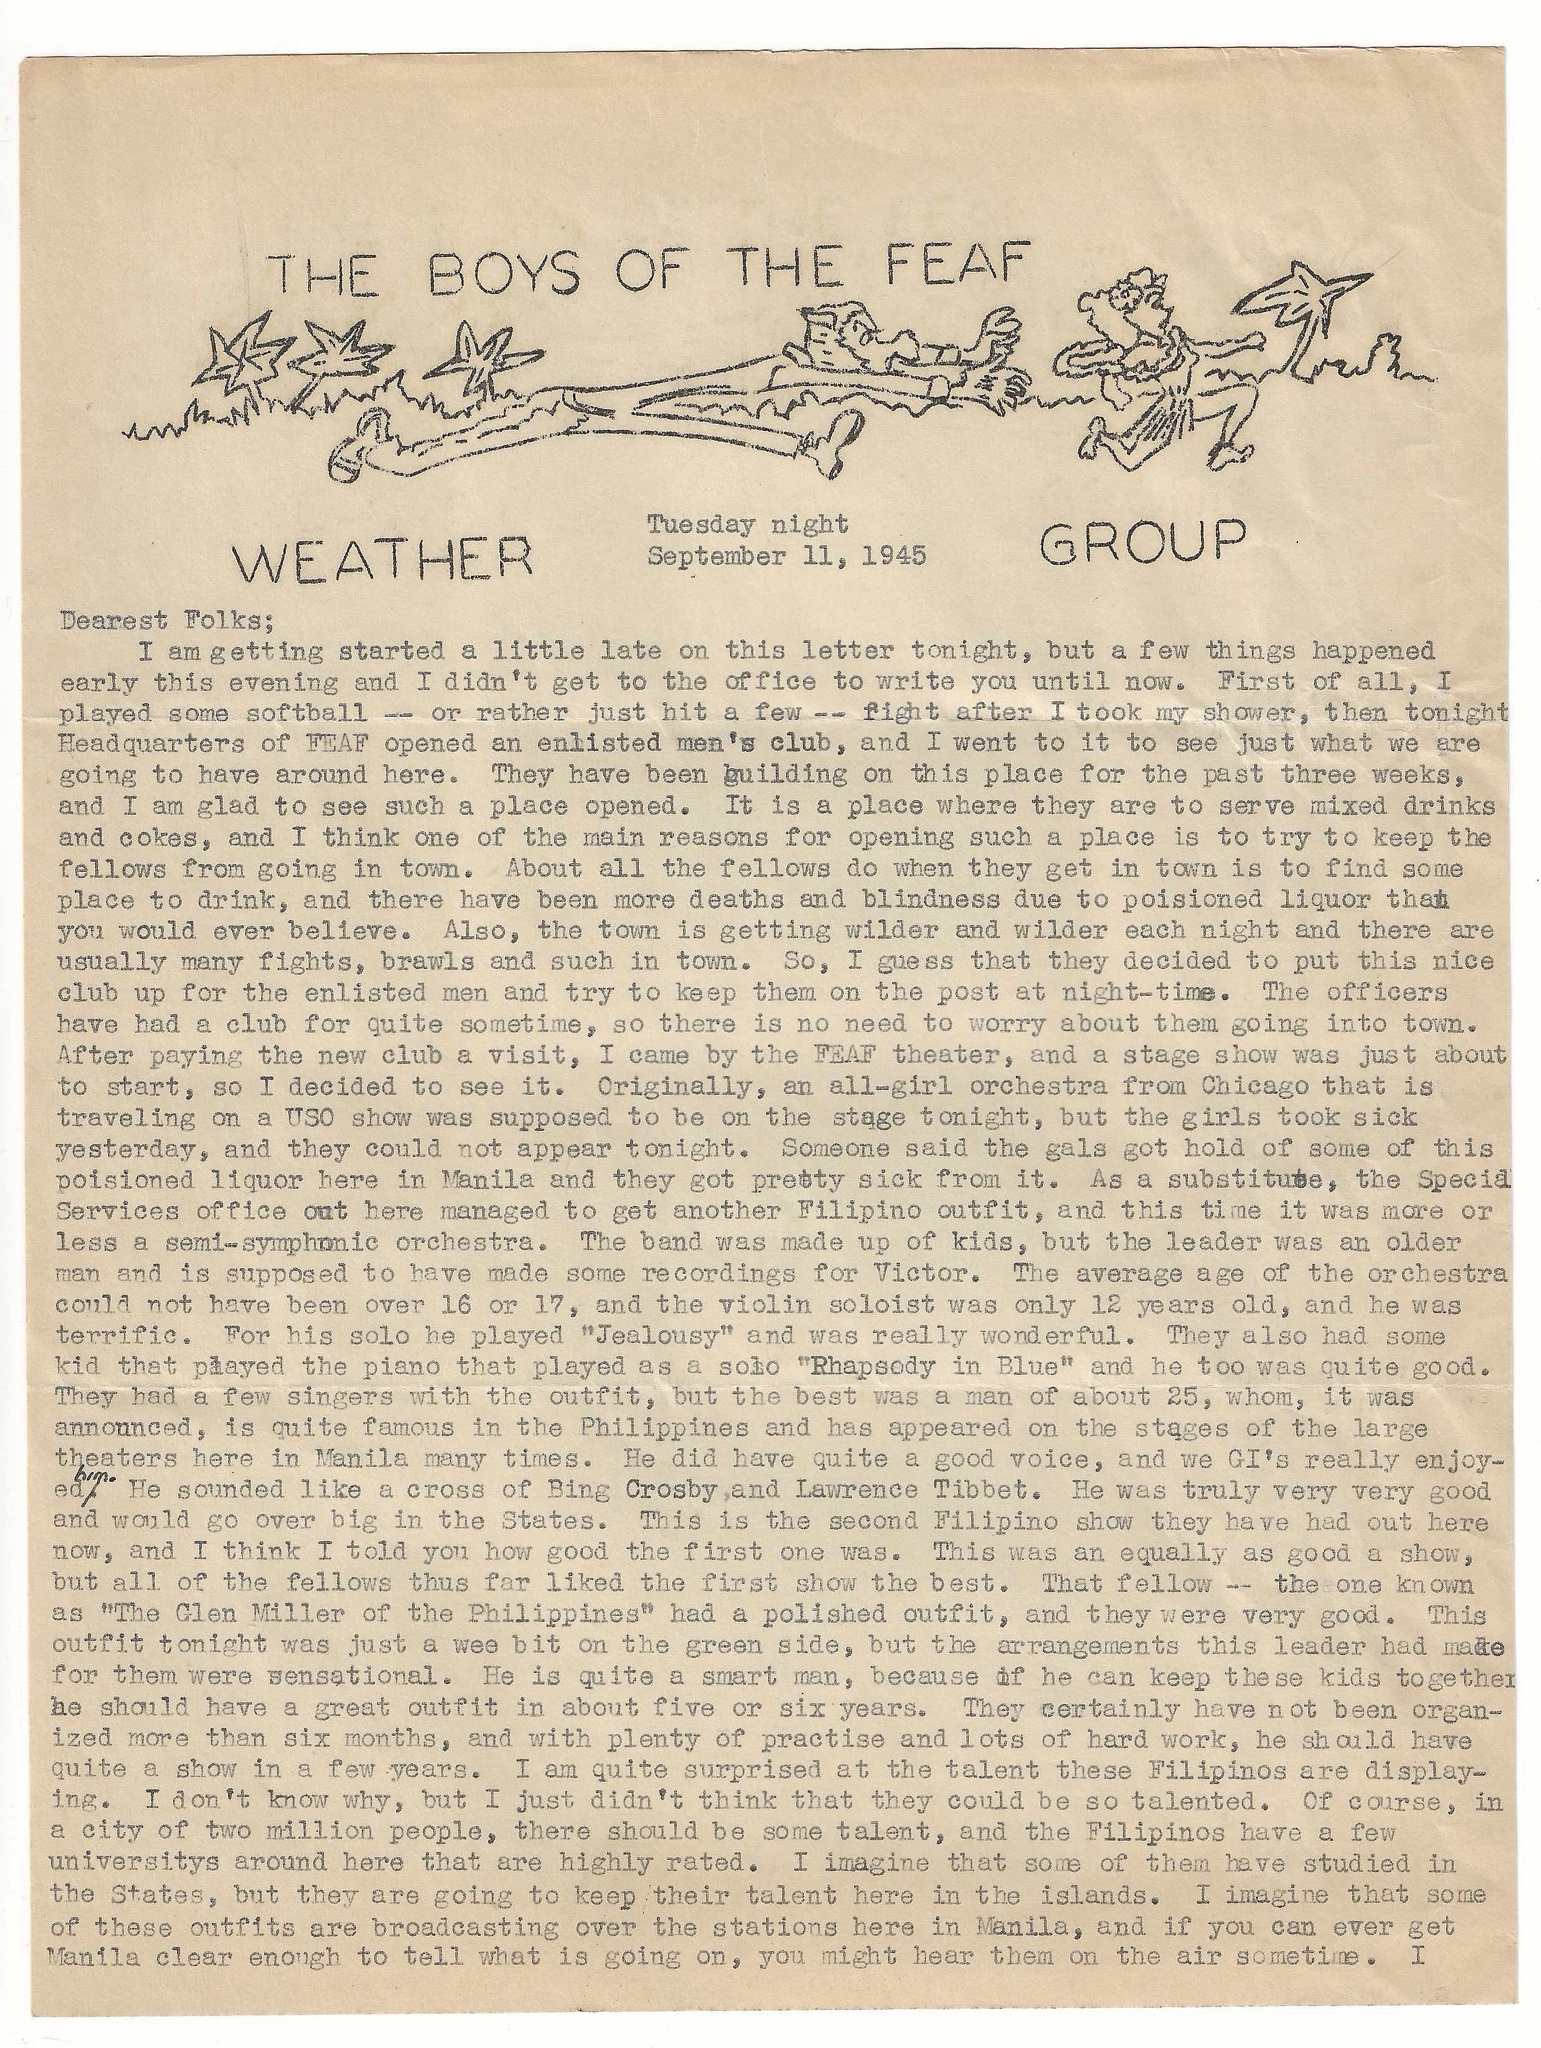 THE BOYS OF THE FEAF
WEATHER GROUP
Tuesday night
September 11, 1945
Dearest Folks;
I am getting started a little late on this letter tonight, but a few things happened
early this evening and I didn't get to the office to write you until now. First of all, I
played some softball -- or rather just hit a few -- fight after I took my shower, then tonight
Headquarters of FEAF opened an enlisted men's club, and I went to it to see just what we are
going to have around here. They have been building on this place for the past three weeks,
and I am glad to see such a place opened. It is a place where they are to serve mixed drinks
and cokes, and I think one of the main reasons for opening such a place is to try to keep the
fellows from going in town. About all the fellows do when they get in town is to find some
place to drink, and there have been more deaths and blindness due to poisioned liquor than
you would ever believe. Also, the town is getting wilder and wilder each night and there are
usually many fights, brawls and such in town. So, I guess that they decided to put this nice
club up for the enlisted men and try to keep them on the post at night-time. The officers
have had a club for quite sometime, so there is no need to worry about them going into town.
After paying the new club a visit, I came by the FEAF theater, and a stage show was just about
to start, so I decided to see it. Originally, an all-girl orchestra from Chicago that is
traveling on a USO show was supposed to be on the stage tonight, but the girls took sick
yesterday, and they could not appear tonight. Someone said the gals got hold of some of this
poisioned liquor here in Manila and they got pretty sick from it. As a substitute, the Special
Services office out here managed to get another Filipino outfit, and this time it was more or
less a semi-symphonic orchestra. The band was made up of kids, but the leader was an older
man and is supposed to have made some recordings for Victor. The average age of the orchestra
could not have been over 16 or 17, and the violin soloist was only 12 years old, and he was
terrific. For his solo he played "Jealousy" and was really wonderful. They also had some
kid that played the piano that played as a solo "Rhapsody in Blue" and he too was quite good.
They had a few singers with the outfit, but the best was a man of about 25, whom, it was
announced, is quite famous in the Philippines and has appeared on the stages of the large
theaters here in Manila many times. He did have quite a good voice, and we GI's really enjoy-
ed him. He sounded like a cross of Bing Crosby and Lawrence Tibbet. He was truly very very good
and would go over big in the States. This is the second Filipino show they have had out here
now, and I think I told you how good the first one was. This was an equally as good a show,
but all of the fellows thus far liked the first show the best. That fellow -- the one known
as "The Glen Miller of the Philippines" had a polished outfit, and they were very good. This
outfit tonight was just a wee bit on the green side, but the arrangements this leader had made
for them were sensational. He is quite a smart man, because if he can keep these kids together
he should have a great outfit in about five or six years. They certainly have not been organ-
ized more than six months, and with plenty of practise and lots of hard work, he should have
quite a show in a few years. I am quite surprised at the talent these Filipinos are display-
ing. I don't know why, but I just didn't think that they could be so talented. Of course, in
a city of two million people, there should be some talent, and the Filipinos have a few
universitys around here that are highly rated. I imagine that some of them have studied in
the States, but they are going to keep their talent here in the islands. I imagine that some
of these outfits are broadcasting over the stations here in Manila, and if you can ever get
Manila clear enough to tell what is going on, you might hear them on the air sometime. I